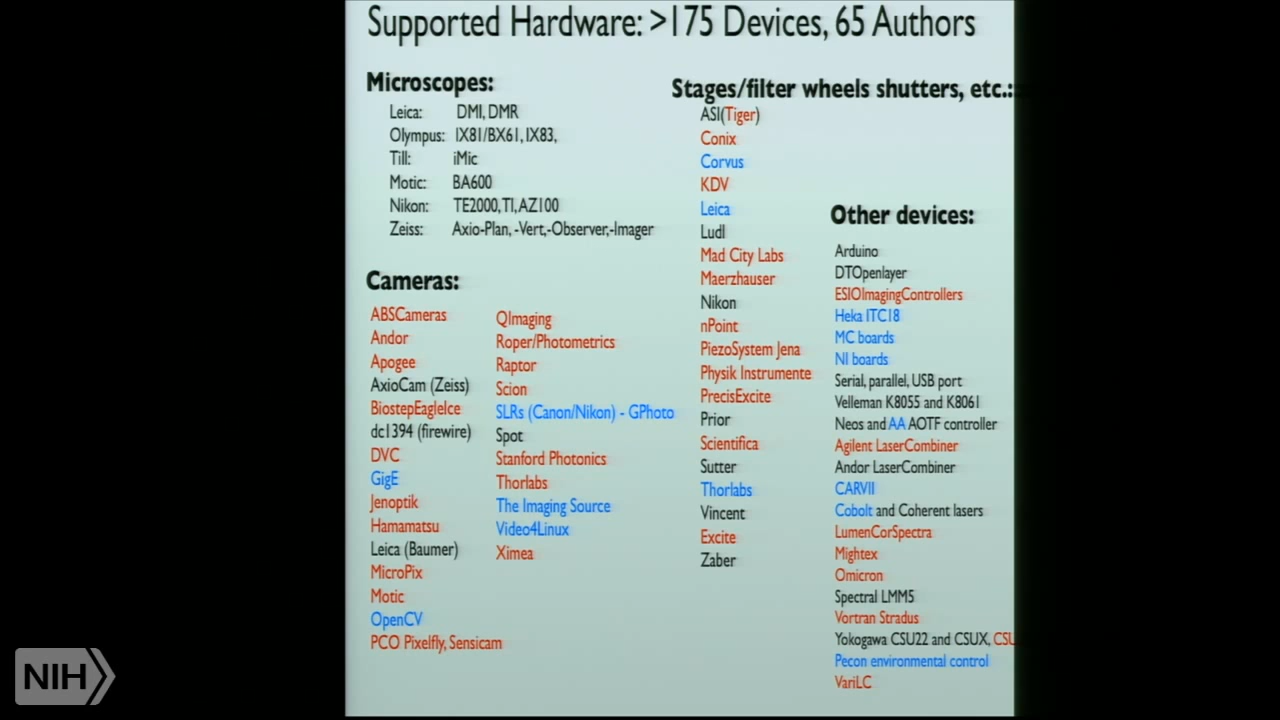 Supported Hardware: >175 Devices, 65 Authors
Microscopes:
Leica: DMI, DMR
Olympus: IX81/BX61, IX83,
Till: iMic
Motic: BA600
Nikon: TE2000, TI, AZ100
Zeiss: Axio-Plan, -Vert,-Observer,-Imager
Cameras:
ABSCameras
Andor
Apogee
AxioCam (Zeiss)
BiostepEagleIce
dc1394 (firewire)
DVC
GigE
Jenoptik
Hamamatsu
Leica (Baumer)
MicroPix
Motic
OpenCV
PCO Pixelfly, Sensicam
QImaging
Roper/Photometrics
Raptor
Scion
SLRs (Canon/Nikon) - GPhoto
Spot
Stanford Photonics
Thorlabs
The Imaging Source
Video4Linux
Ximea
Stages/filter wheels shutters, etc.:
ASI(Tiger)
Conix
Corvus
KDV
Leica
Ludl
Mad City Labs
Maerzhauser
Nikon
nPoint
PiezoSystem Jena
Physik Instrumente
PrecisExcite
Prior
Scientifica
Sutter
Thorlabs
Vincent
Excite
Zaber
Other devices:
Arduino
DTOpenlayer
ESIOImagingControllers
Heka ITC18
MC boards
NI boards
Serial, parallel, USB port
Velleman K8055 and K8061
Neos and AA AOTF controller
Agilent LaserCombiner
Andor LaserCombiner
CARVII
Cobolt and Coherent lasers
LumenCorSpectra
Mightex
Omicron
Spectral LMM5
Vortran Stradus
Yokogawa CSU22 and CSUX, CSU
Pecon environmental control
VariLC
NIH